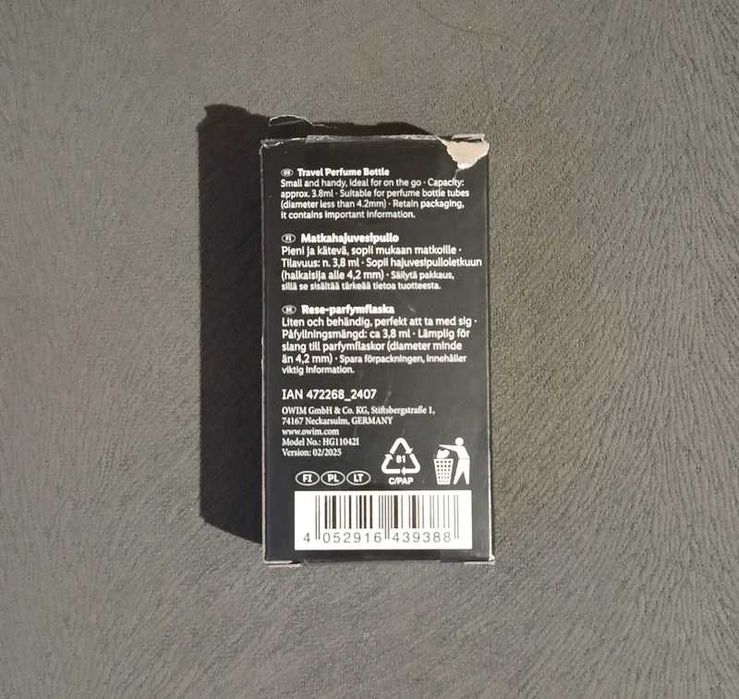 GB Travel Perfume Bottle
Small and handy, ideal for on the go · Capacity:
approx. 3.8ml · Suitable for perfume bottle tubes
(diameter less than 4.2mm) · Retain packaging,
it contains important information.
FI Matkahajuvesipullo
Pieni ja kätevä, sopii mukaan matkoille ·
Tilavuus: n. 3,8 ml · Sopii hajuvesipulloletkuun
(halkaisija alle 4,2 mm) · Säilytä pakkaus,
sillä se sisältää tärkeää tietoa tuotteesta.
SE Rese-parfymflaska
Liten och behändig, perfekt att ta med sig ·
Påfyllningsmängd: ca 3,8 ml · Lämplig för
slang till parfymflaskor (diameter minde
än 4,2 mm) · Spara förpackningen, innehåller
viktig information.
IAN 472268_2407
OWIM GmbH & Co. KG, Stiftsbergstraße 1,
74167 Neckarsulm, GERMANY
www.owim.com
Model No.: HG11042I
Version: 02/2025
81
C/PAP
FI PL LT
4 052916 439388